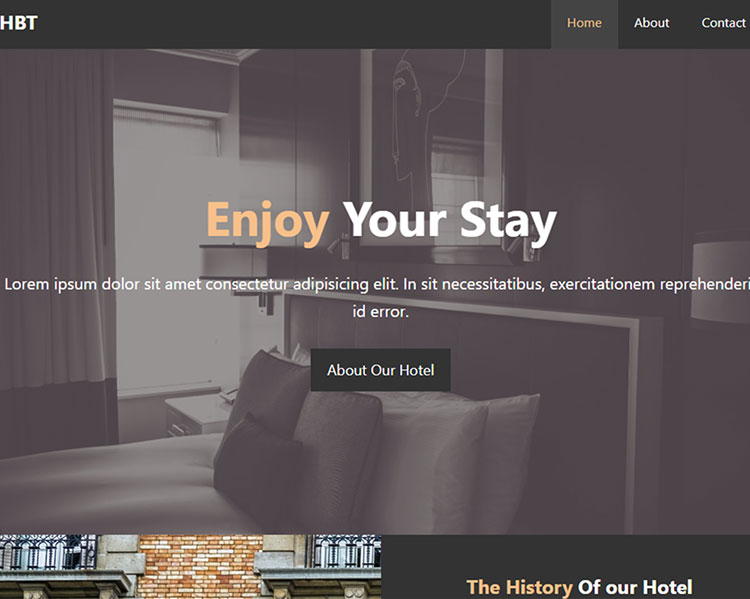 HBT
Home About Contact
Enjoy Your Stay
Lorem ipsum dolor sit amet consectetur adipisicing elit. In sit necessitatibus, exercitationem reprehenderi
id error.
About Our Hotel
The History Of our Hotel